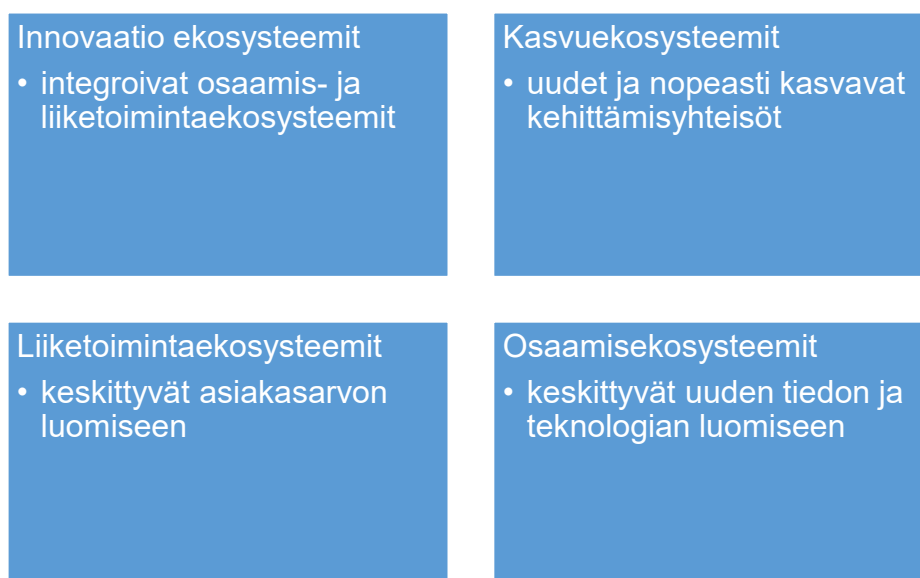 Innovaatio ekosysteemit
• integroivat osaamis- ja
liiketoimintaekosysteemit
Kasvuekosysteemit
• uudet ja nopeasti kasvavat
kehittämisyhteisöt
Liiketoimintaekosysteemit
• keskittyvät asiakasarvon
luomiseen
Osaamisekosysteemit
• keskittyvät uuden tiedon ja
teknologian luomiseen